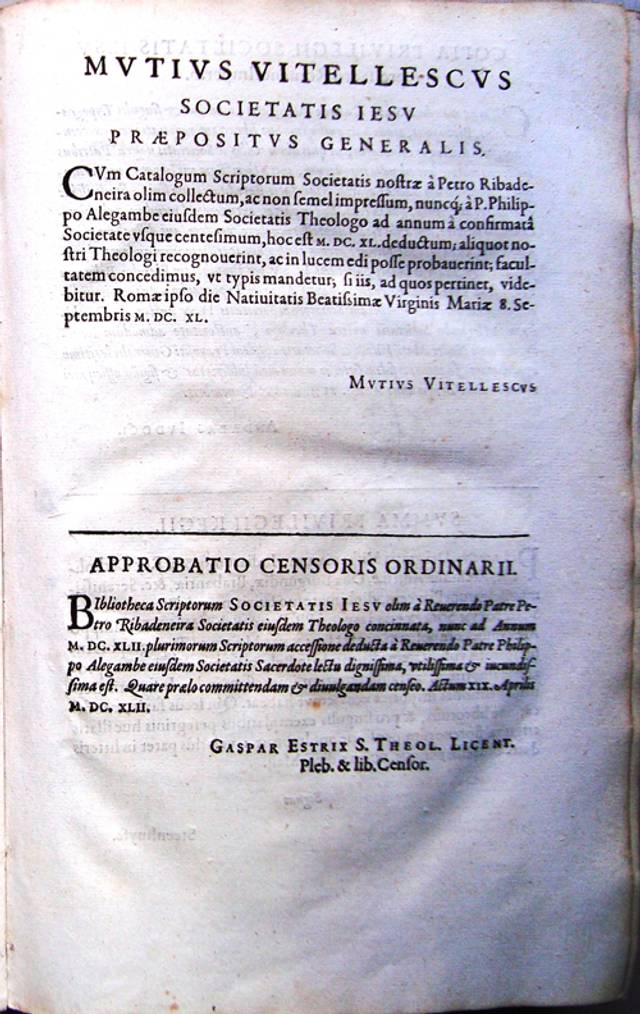 MVTIVS VITELLESCVS
SOCIETATIS IESV
PRÆPOSITVS GENERALIS.
CVm Catalogum Scriptorum Societatis nostræ à Petro Ribade-
neira olim collectum, ac non semel impressum, nuncq; à P. Philip-
po Alegambe eiusdem Societatis Theologo ad annum à confirmatâ
Societate vsque centesimum, hoc est M. DC. XL. deductum; aliquot no-
stri Theologi recognouerint, ac in lucem edi posse probauerint; facul-
tatem concedimus, vt typis mandetur; si iis, ad quos pertinet, vide-
bitur. Romæ ipso die Natiuitatis Beatissimæ Virginis Mariæ 8. Se-
ptembris M. DC. XL.
MVTIVS VITELLESCVS
APPROBATIO CENSORIS ORDINARII.
BIbliotheca Scriptorum SOCIETATIS IESV olim à Reuerendo Patre Pe-
tro Ribadeneira Societatis eiusdem Theologo concinnata, nunc ad Annum
M. DC. XLII. plurimorum Scriptorum accessione deducta à Reuerendo Patre Philip-
po Alegambe eiusdem Societatis Sacerdote lectu dignissima, vtilissima & iucundis-
sima est. Quare prælo committendam & diuulgandam censeo. Actum XIX. Aprilis
M. DC. XLII.
GASPAR ESTRIX S. THEOL. LICENT.
Pleb. & lib. Censor.